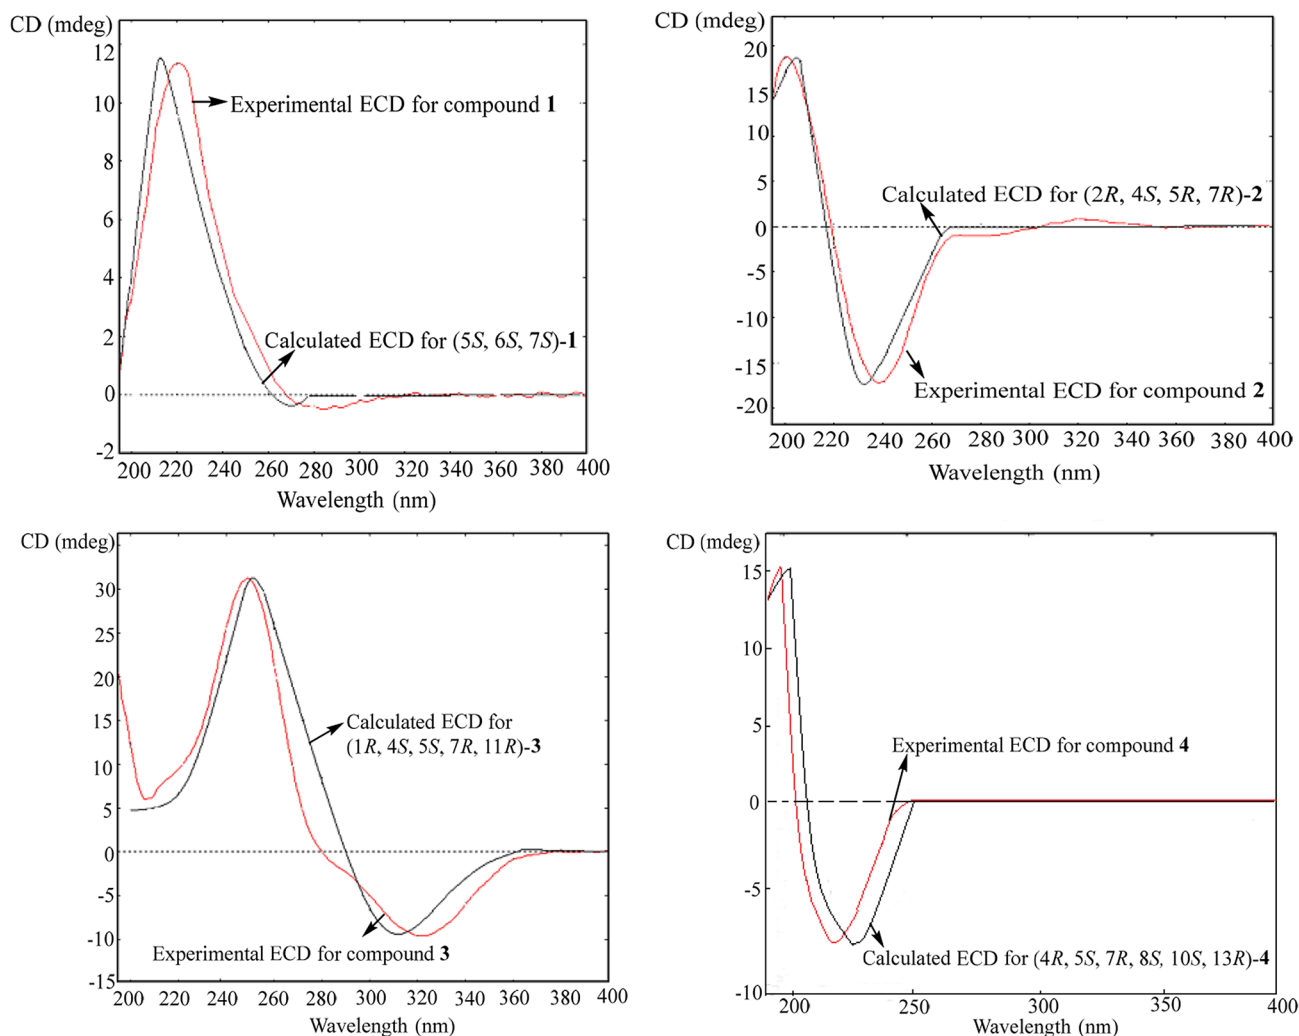 CD (mdeg)
12
10
8
6
4
2
0
-2
Experimental ECD for compound 1
Calculated ECD for (5S, 6S, 7S)-1
200 220 240 260 280 300 320 340 360 380 400
Wavelength (nm)
CD (mdeg)
20
15
10
5
0
-5
-10
-15
-20
Calculated ECD for (2R, 4S, 5R, 7R)-2
Experimental ECD for compound 2
200 220 240 260 280 300 320 340 360 380 400
Wavelength (nm)
CD (mdeg)
30
25
20
15
10
5
0
-5
-10
-15
Calculated ECD for
(1R, 4S, 5S, 7R, 11R)-3
Experimental ECD for compound 3
200 220 240 260 280 300 320 340 360 380 400
Wavelength (nm)
CD (mdeg)
15
15
5
0
-5
-10
Experimental ECD for compound 4
Calculated ECD for (4R, 5S, 7R, 8S, 10S, 13R)-4
200 250 300 350 400
Wavelength (nm)